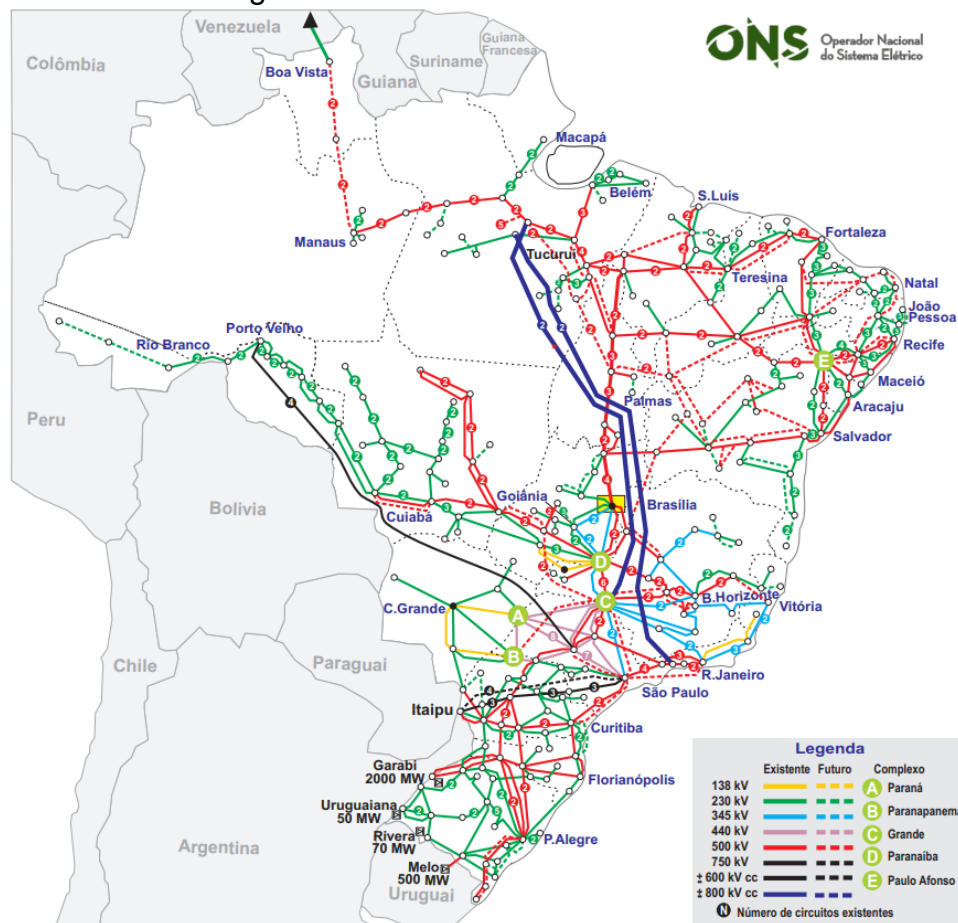 ONS
Operador Nacional
do Sistema Elétrico
Venezuela
Colômbia
Guiana
Suriname
Guiana
Francesa
Boa Vista
Macapá
Belém
S.Luís
Manaus
Tucuruí
Teresina
Fortaleza
Natal
João
Pessoa
Recife
Maceió
Aracaju
Salvador
Porto Velho
Rio Branco
Peru
Palmas
Bolívia
Cuiabá
Goiânia
Brasília
B.Horizonte
Vitória
C.Grande
A
B
C
D
E
Chile
Paraguai
R.Janeiro
São Paulo
Itaipu
Curitiba
Garabi
2000 MW
Florianópolis
Uruguaiana
50 MW
Rivera
70 MW
P.Alegre
Melo
500 MW
Argentina
Uruguai
Legenda
Existente Futuro Complexo
138 kV
A Paraná
230 kV
345 kV
B Paranapanema
440 kV
C Grande
500 kV
D Paranaíba
750 kV
± 600 kV cc
E Paulo Afonso
± 800 kV cc
N Número de circuitos existentes